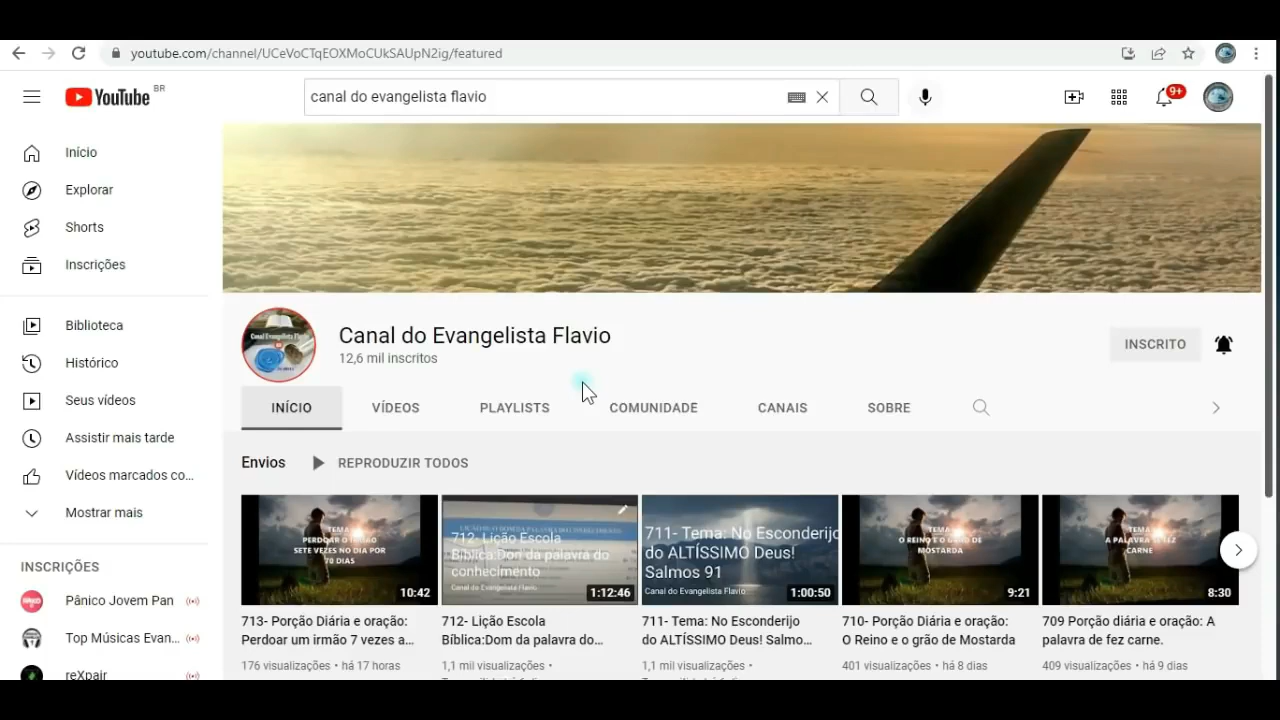 youtube.com/channel/UCeVoCTqEOXMoCUkSAUpN2ig/featured
YouTube BR
canal do evangelista flavio
9+
Início
Explorar
Shorts
Inscrições
Biblioteca
Histórico
Seus vídeos
Assistir mais tarde
Vídeos marcados co...
Mostrar mais
INSCRIÇÕES
Pânico Jovem Pan
Top Músicas Evan...
reXpair
Canal do Evangelista Flavio
12,6 mil inscritos
INSCRITO
INÍCIO VÍDEOS PLAYLISTS COMUNIDADE CANAIS SOBRE
Envios REPRODUZIR TODOS
TEMA
PERDOAR O IRMÃO
SETE VEZES NO DIA POR
70 DIAS
10:42
713- Porção Diária e oração:
Perdoar um irmão 7 vezes a...
176 visualizações • há 17 horas
712- Lição Escola
Bíblica:Don da palavra do
conhecimento
Canal do Evangelista Flavio
1:12:46
712- Lição Escola
Bíblica:Dom da palavra do...
1,1 mil visualizações •
711- Tema: No Esconderijo
do ALTÍSSIMO Deus!
Salmos 91
Canal do Evangelista Flavio
1:00:50
711- Tema: No Esconderijo
do ALTÍSSIMO Deus! Salmo...
1,1 mil visualizações •
TEMA
O REINO E O GRÃO DE
MOSTARDA
9:21
710- Porção Diária e oração:
O Reino e o grão de Mostarda
401 visualizações • há 8 dias
TEMA
A PALAVRA SE FEZ
CARNE
8:30
709 Porção diária e oração: A
palavra de fez carne.
409 visualizações • há 9 dias